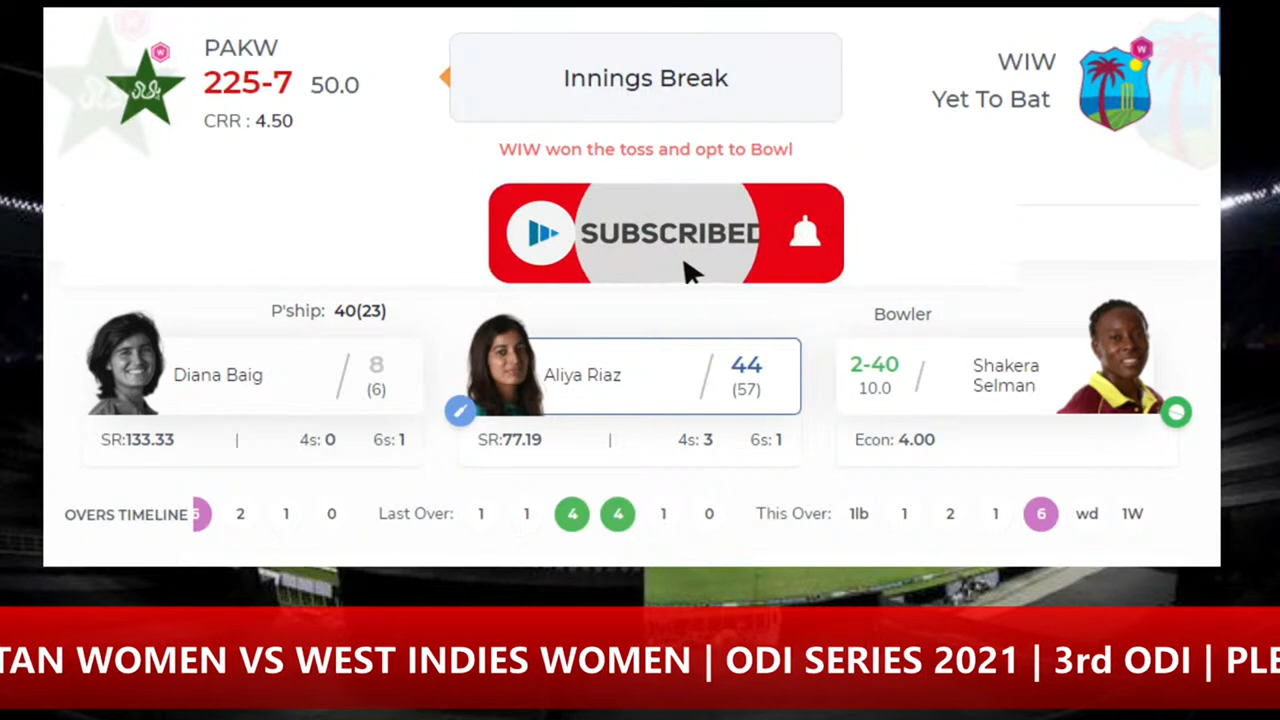 PAKW
225-7 50.0
CRR : 4.50
Innings Break
WIW won the toss and opt to Bowl
WIW
Yet To Bat
W
W
SUBSCRIBED
P'ship: 40(23)
Diana Baig
8
(6)
SR:133.33 | 4s: 0 6s: 1
Aliya Riaz
44
(57)
SR:77.19 | 4s: 3 6s: 1
Bowler
2-40
10.0
Shakera
Selman
Econ: 4.00
OVERS TIMELINE 6 2 1 0 Last Over: 1 1 4 4 1 0 This Over: 1lb 1 2 1 6 wd 1W
TAN WOMEN VS WEST INDIES WOMEN | ODI SERIES 2021 | 3rd ODI | PLE